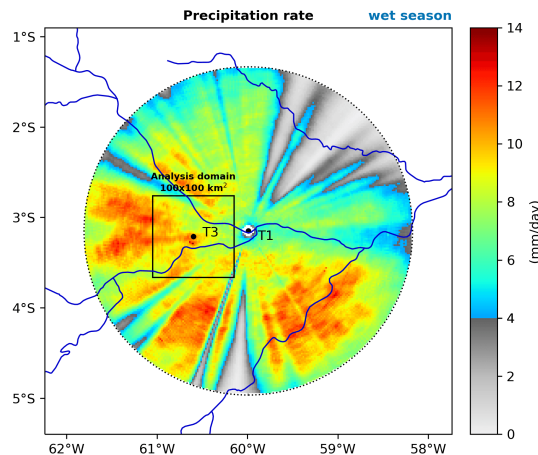 Precipitation rate wet season
1°S
2°S
3°S
4°S
5°S
62°W 61°W 60°W 59°W 58°W
Analysis domain
100x100 km²
T3
T1
14
12
10
8
6
4
2
0
(mm/day)